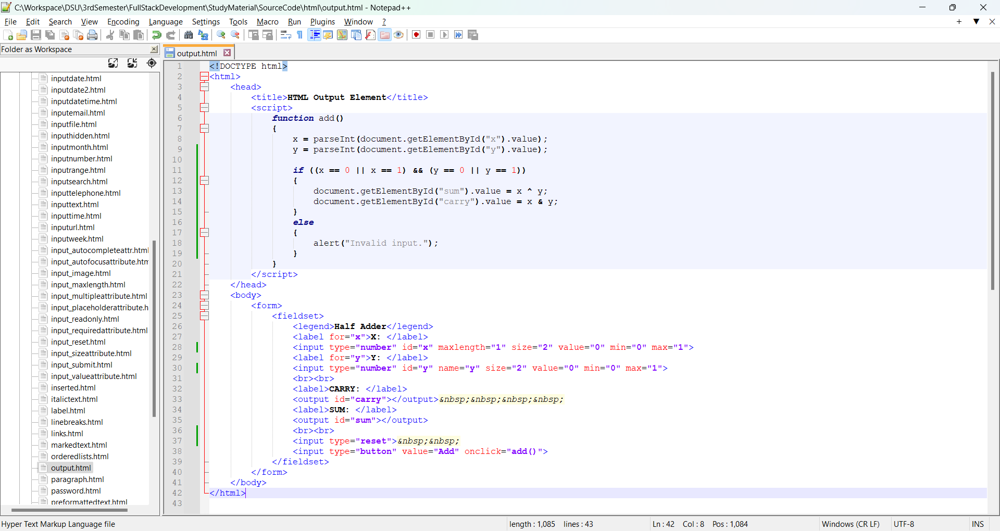 C:\Workspace\DSU\3rdSemester\FullStackDevelopment\StudyMaterial\SourceCode\html\output.html - Notepad++
File Edit Search View Encoding Language Settings Tools Macro Run Plugins Window ?
Folder as Workspace
inputdate.html
inputdate2.html
inputdatetime.html
inputemail.html
inputfile.html
inputhidden.html
inputmonth.html
inputnumber.html
inputrange.html
inputsearch.html
inputtelephone.html
inputtext.html
inputtime.html
inputurl.html
inputweek.html
input_autocompleteattr.html
input_autofocusattribute.htm
input_image.html
input_maxlength.html
input_multipleattribute.html
input_placeholderattribute.h
input_readonly.html
input_requiredattribute.html
input_reset.html
input_sizeattribute.html
input_submit.html
input_valueattribute.html
inserted.html
italictext.html
label.html
linebreaks.html
links.html
markedtext.html
orderedlists.html
output.html
paragraph.html
password.html
preformattedtext.html
output.html
1 <!DOCTYPE html>
2 <html>
3 <head>
4 <title>HTML Output Element</title>
5 <script>
6 function add()
7 {
8 x = parseInt(document.getElementById("x").value);
9 y = parseInt(document.getElementById("y").value);
10
11 if ((x == 0 || x == 1) && (y == 0 || y == 1))
12 {
13 document.getElementById("sum").value = x ^ y;
14 document.getElementById("carry").value = x & y;
15 }
16 else
17 {
18 alert("Invalid input.");
19 }
20 }
21 </script>
22 </head>
23 <body>
24 <form>
25 <fieldset>
26 <legend>Half Adder</legend>
27 <label for="x">X: </label>
28 <input type="number" id="x" maxlength="1" size="2" value="0" min="0" max="1">
29 <label for="y">Y: </label>
30 <input type="number" id="y" name="y" size="2" value="0" min="0" max="1">
31 <br><br>
32 <label>CARRY: </label>
33 <output id="carry"></output>&nbsp;&nbsp;&nbsp;&nbsp;
34 <label>SUM: </label>
35 <output id="sum"></output>
36 <br><br>
37 <input type="reset">&nbsp;&nbsp;
38 <input type="button" value="Add" onclick="add()">
39 </fieldset>
40 </form>
41 </body>
42 </html>
43
Hyper Text Markup Language file length : 1,085 lines : 43 Ln : 42 Col : 8 Pos : 1,084 Windows (CR LF) UTF-8 INS